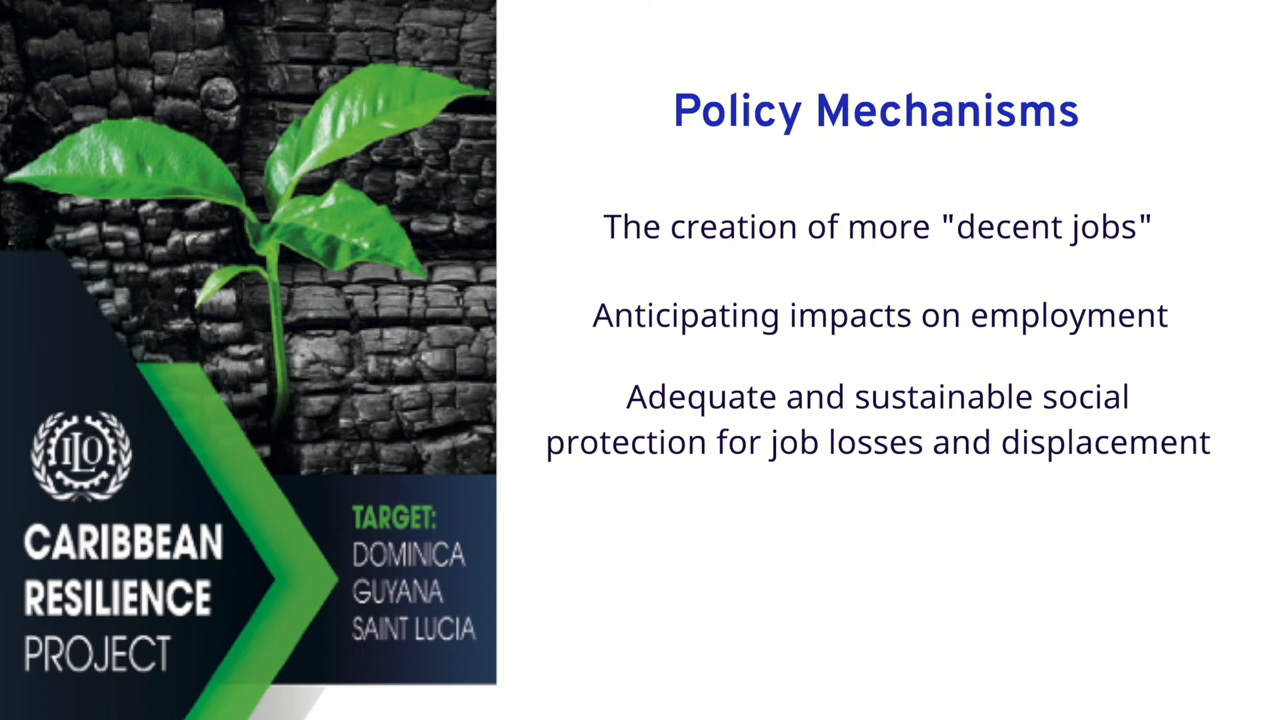 Policy Mechanisms
The creation of more "decent jobs"
Anticipating impacts on employment
Adequate and sustainable social
protection for job losses and displacement
ILO
CARIBBEAN
RESILIENCE
PROJECT
TARGET:
DOMINICA
GUYANA
SAINT LUCIA